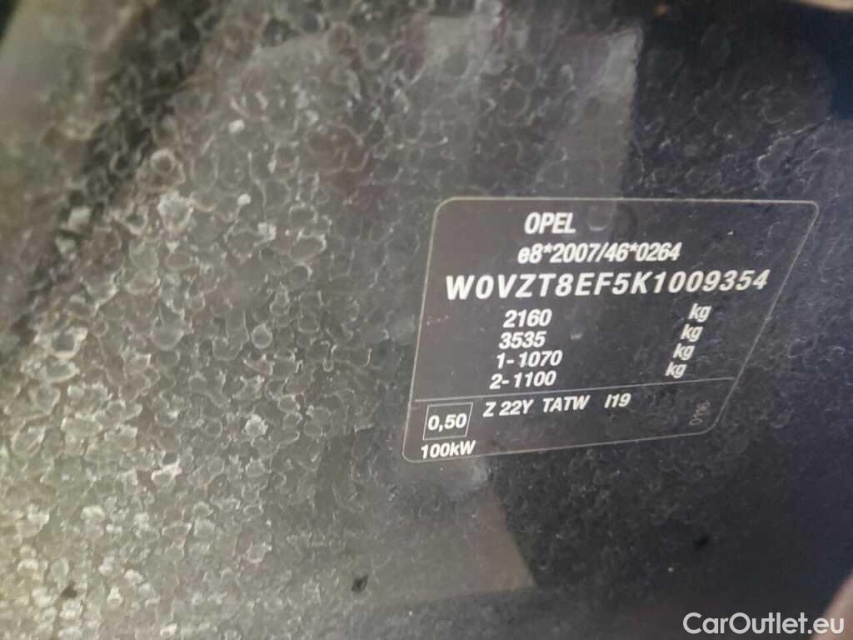 OPEL
e8*2007/46*0264
W0VZT8EF5K1009354
2160 kg
3535 kg
1-1070 kg
2-1100 kg
0,50 Z 22Y TATW I19
100kW
CarOutlet.eu